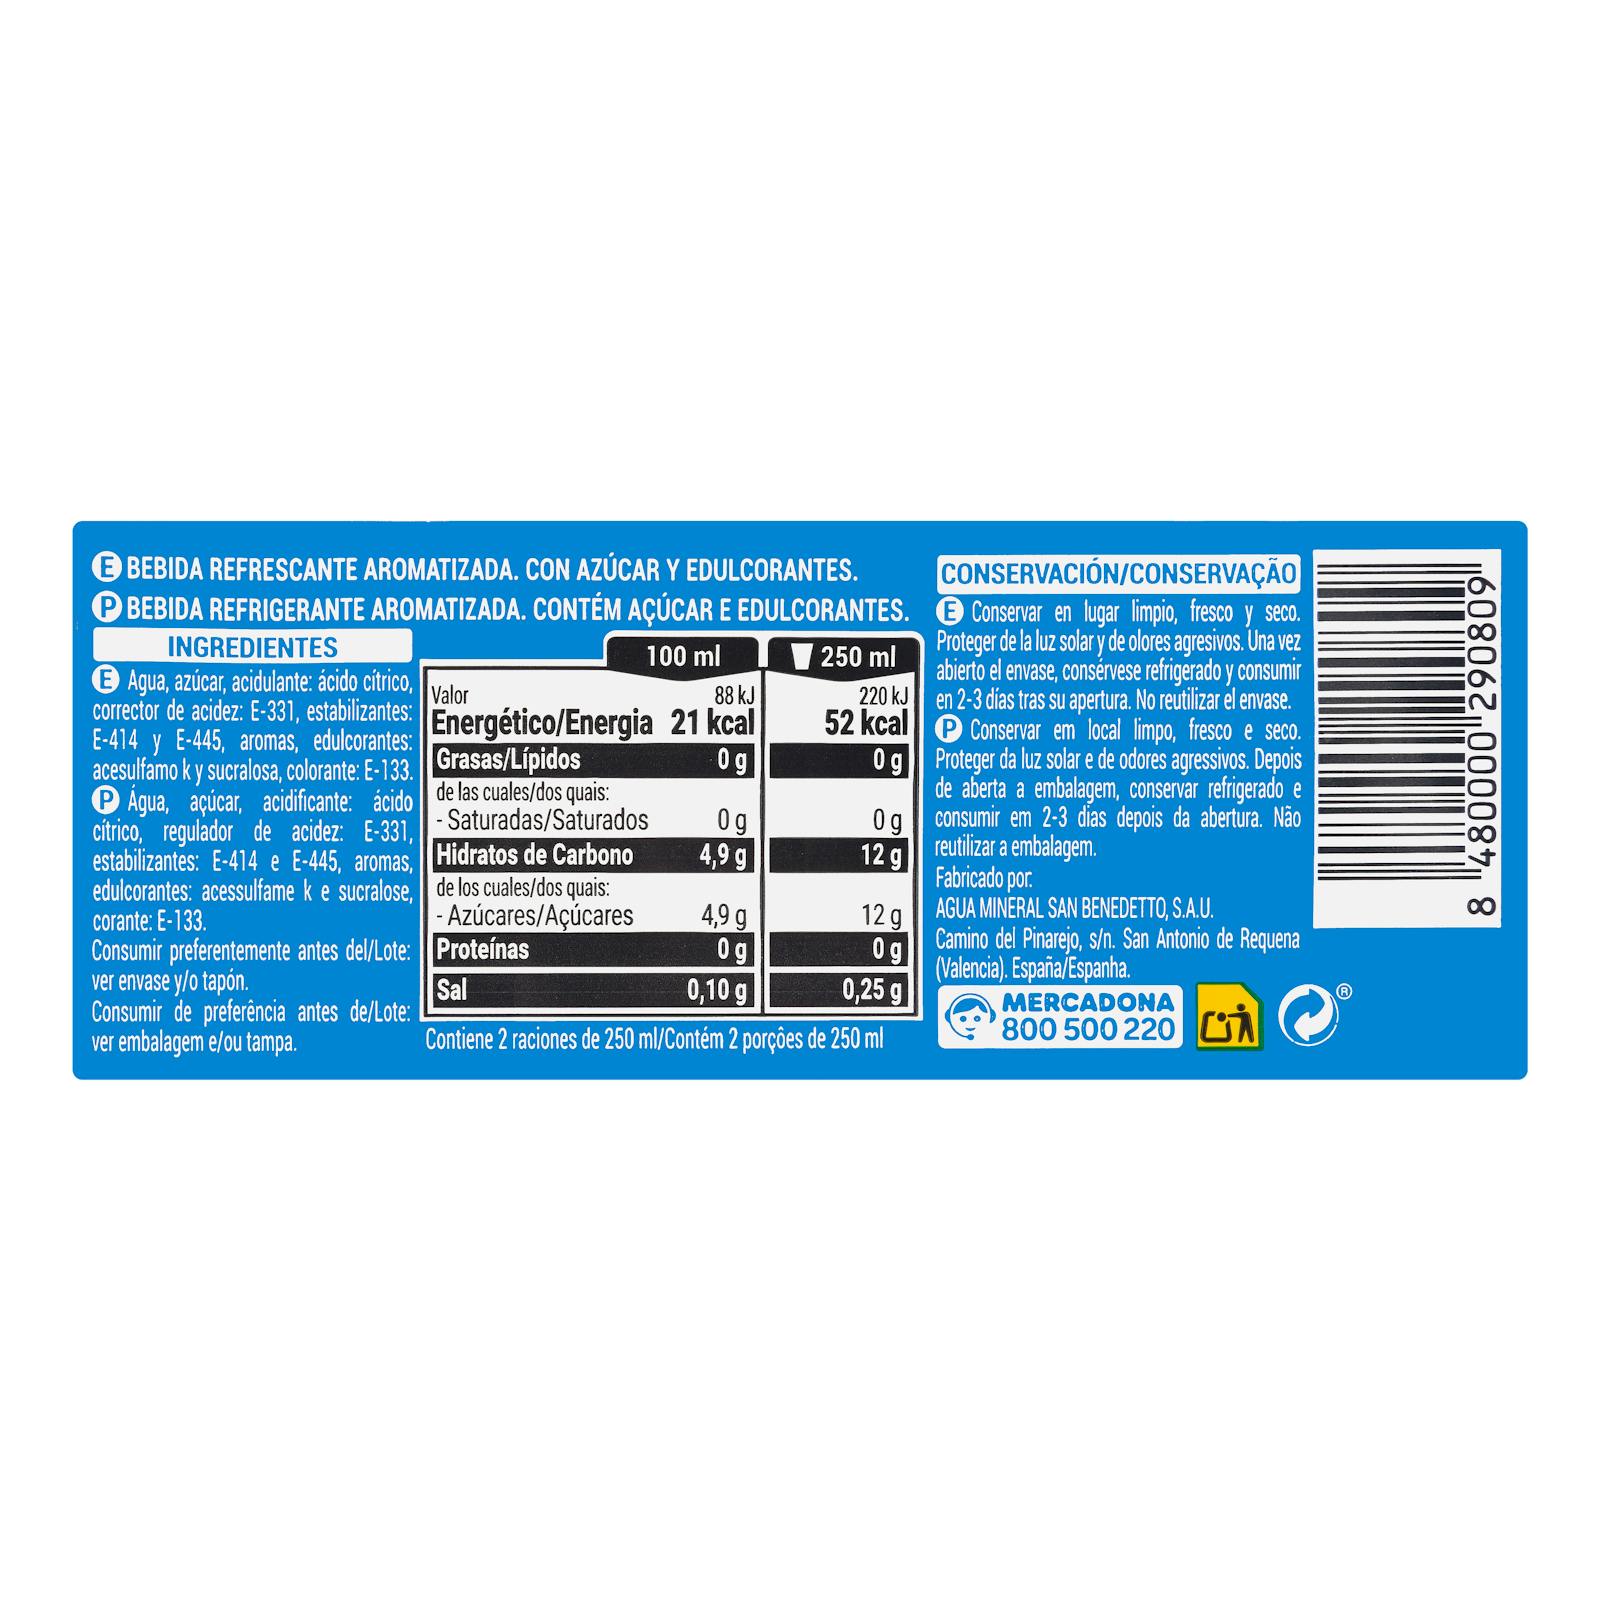 E BEBIDA REFRESCANTE AROMATIZADA. CON AZÚCAR Y EDULCORANTES.
P BEBIDA REFRIGERANTE AROMATIZADA. CONTÉM AÇÚCAR E EDULCORANTES.
INGREDIENTES
E Agua, azúcar, acidulante: ácido cítrico,
corrector de acidez: E-331, estabilizantes:
E-414 y E-445, aromas, edulcorantes:
acesulfamo k y sucralosa, colorante: E-133.
P Água, açúcar, acidificante: ácido
cítrico, regulador de acidez: E-331,
estabilizantes: E-414 e E-445, aromas,
edulcorantes: acessulfame k e sucralose,
corante: E-133.
Consumir preferentemente antes del/Lote:
ver envase y/o tapón.
Consumir de preferência antes de/Lote:
ver embalagem e/ou tampa.
100 ml 250 ml
Valor 88 kJ 220 kJ
Energético/Energia 21 kcal 52 kcal
Grasas/Lípidos 0 g 0 g
de las cuales/dos quais:
- Saturadas/Saturados 0 g 0 g
Hidratos de Carbono 4,9 g 12 g
de los cuales/dos quais:
- Azúcares/Açúcares 4,9 g 12 g
Proteínas 0 g 0 g
Sal 0,10 g 0,25 g
Contiene 2 raciones de 250 ml/Contém 2 porções de 250 ml
CONSERVACIÓN/CONSERVAÇÃO
E Conservar en lugar limpio, fresco y seco.
Proteger de la luz solar y de olores agresivos. Una vez
abierto el envase, consérvese refrigerado y consumir
en 2-3 días tras su apertura. No reutilizar el envase.
P Conservar em local limpo, fresco e seco.
Proteger da luz solar e de odores agressivos. Depois
de aberta a embalagem, conservar refrigerado e
consumir em 2-3 dias depois da abertura. Não
reutilizar a embalagem.
Fabricado por:
AGUA MINERAL SAN BENEDETTO, S.A.U.
Camino del Pinarejo, s/n. San Antonio de Requena
(Valencia). España/Espanha.
MERCADONA
800 500 220
®
8 480000 290809